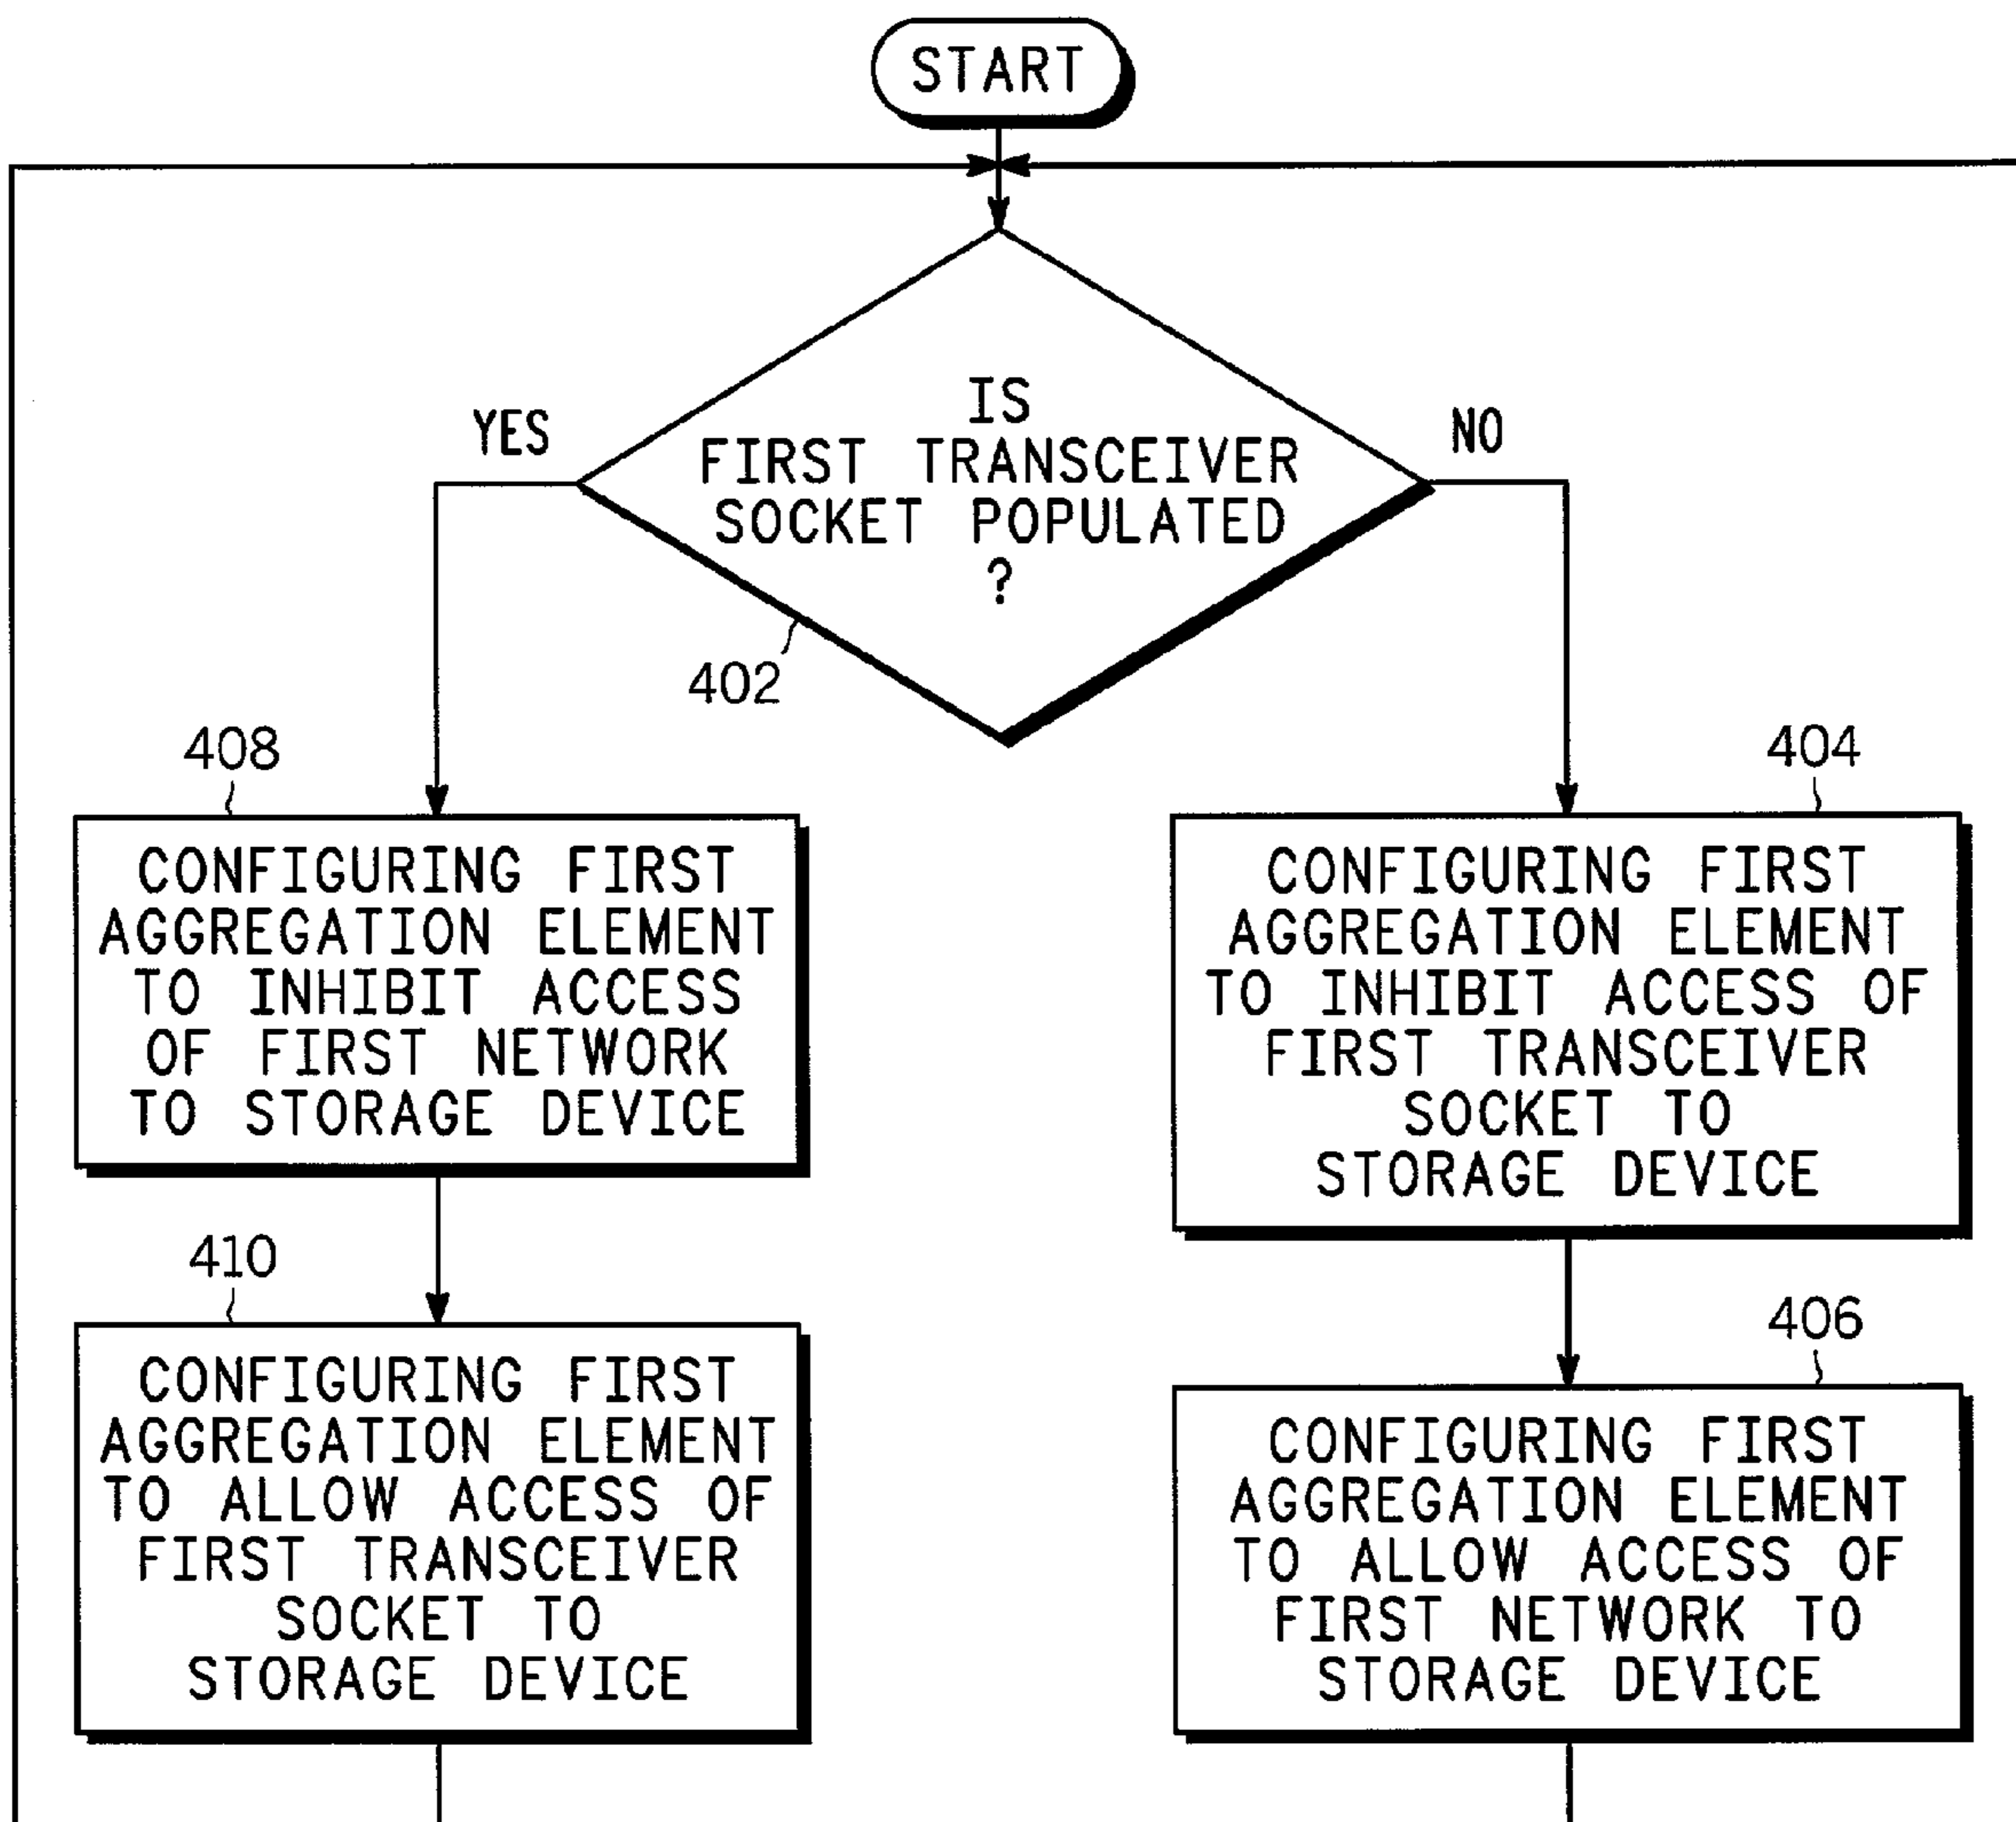 START
IS
FIRST TRANSCEIVER
SOCKET POPULATED
?
YES
NO
402
408
CONFIGURING FIRST
AGGREGATION ELEMENT
TO INHIBIT ACCESS
OF FIRST NETWORK
TO STORAGE DEVICE
404
CONFIGURING FIRST
AGGREGATION ELEMENT
TO INHIBIT ACCESS OF
FIRST TRANSCEIVER
SOCKET TO
STORAGE DEVICE
410
CONFIGURING FIRST
AGGREGATION ELEMENT
TO ALLOW ACCESS OF
FIRST TRANSCEIVER
SOCKET TO
STORAGE DEVICE
406
CONFIGURING FIRST
AGGREGATION ELEMENT
TO ALLOW ACCESS OF
FIRST NETWORK TO
STORAGE DEVICE